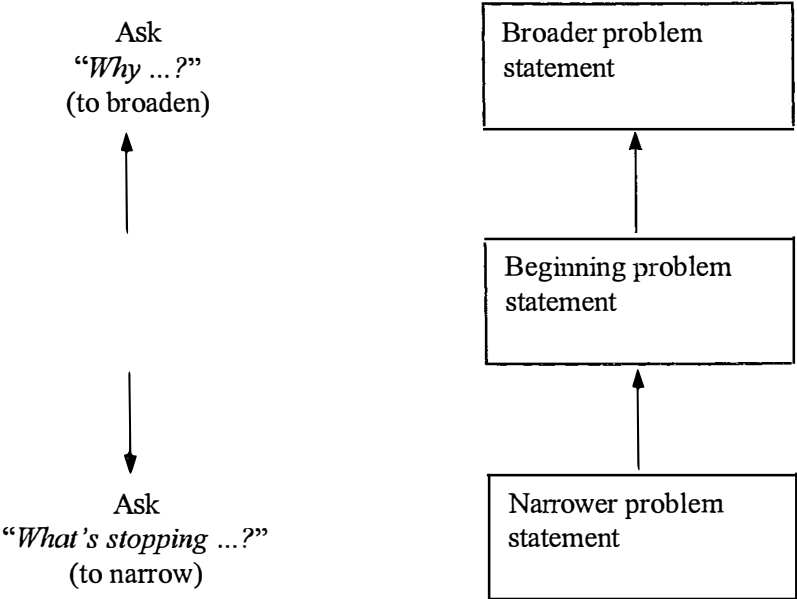 Ask
“Why ...?”
(to broaden)
Broader problem
statement
Beginning problem
statement
Ask
“What’s stopping ...?”
(to narrow)
Narrower problem
statement